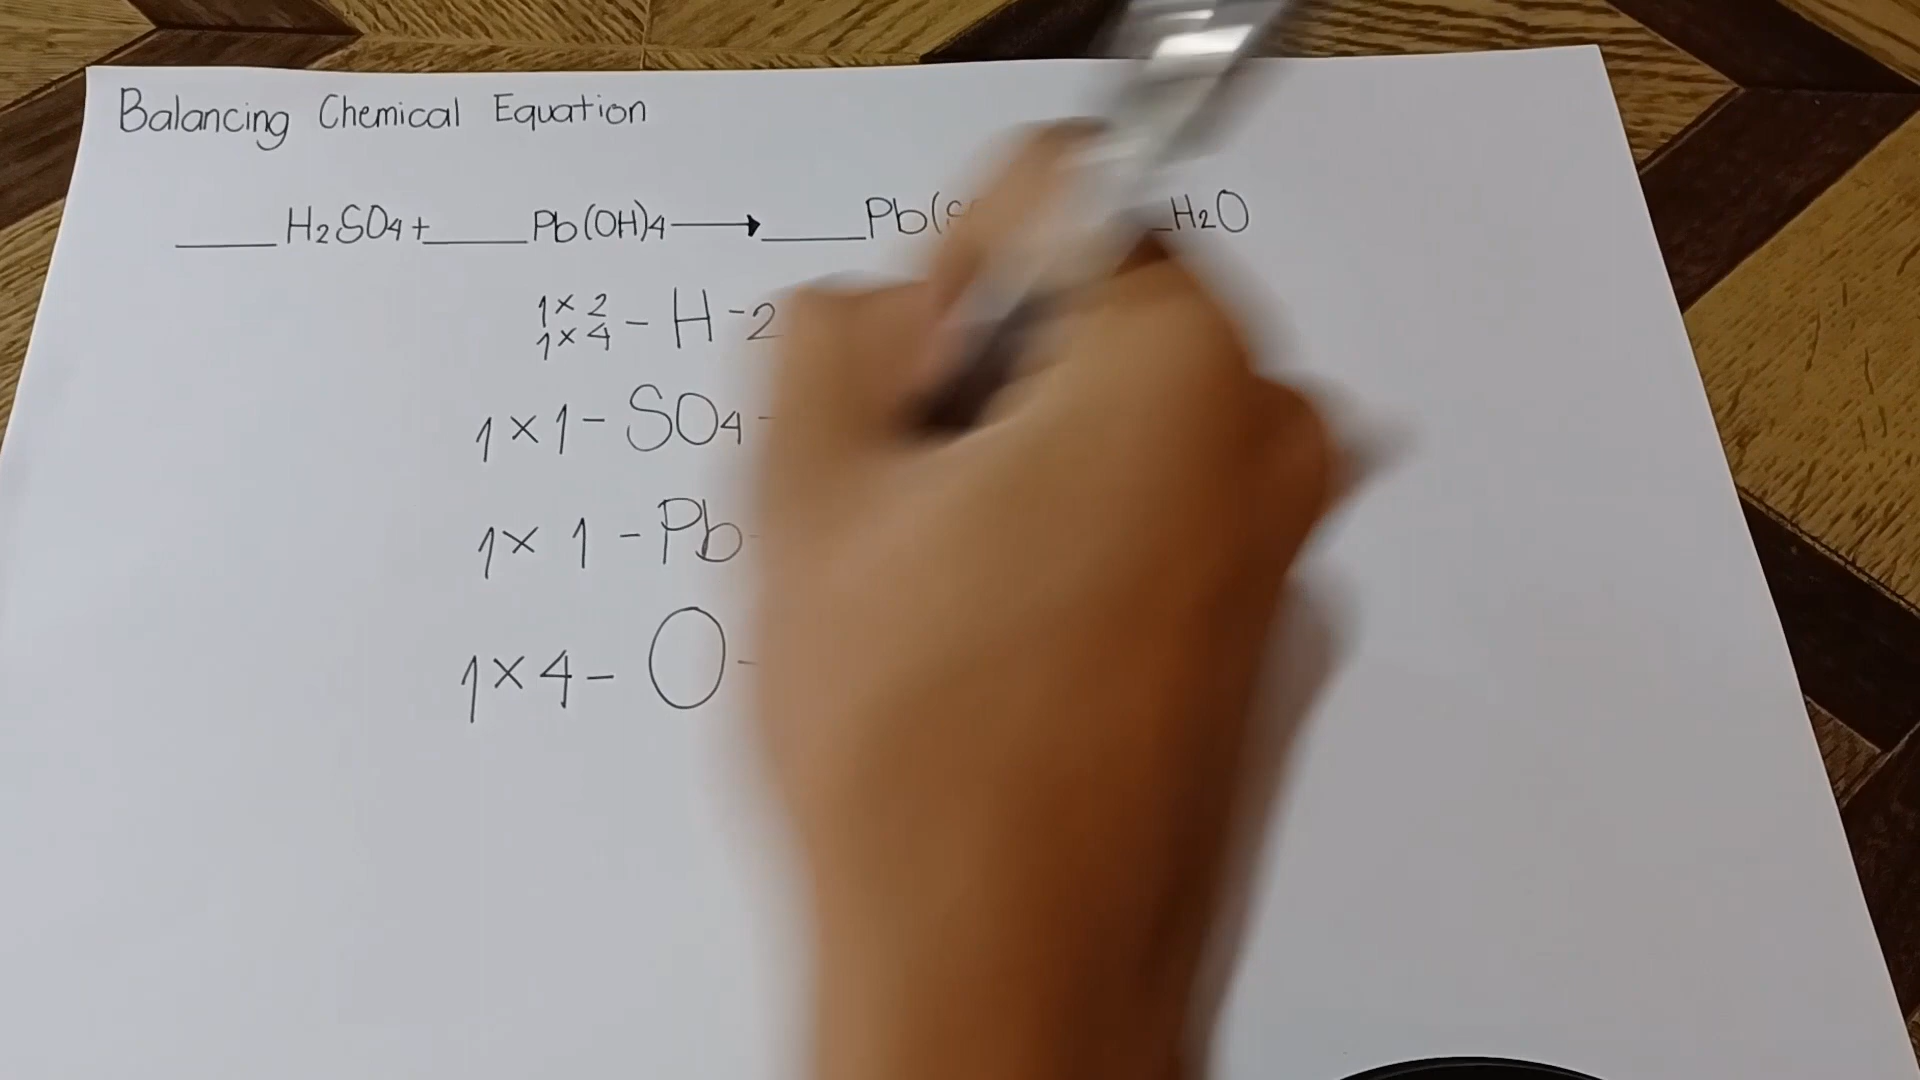 Balancing Chemical Equation
____H2SO4+____Pb(OH)4⟶____Pb( _H2O
1×2
1×4 - H -2
1×1- SO4-
1× 1 - Pb-
1×4- O-